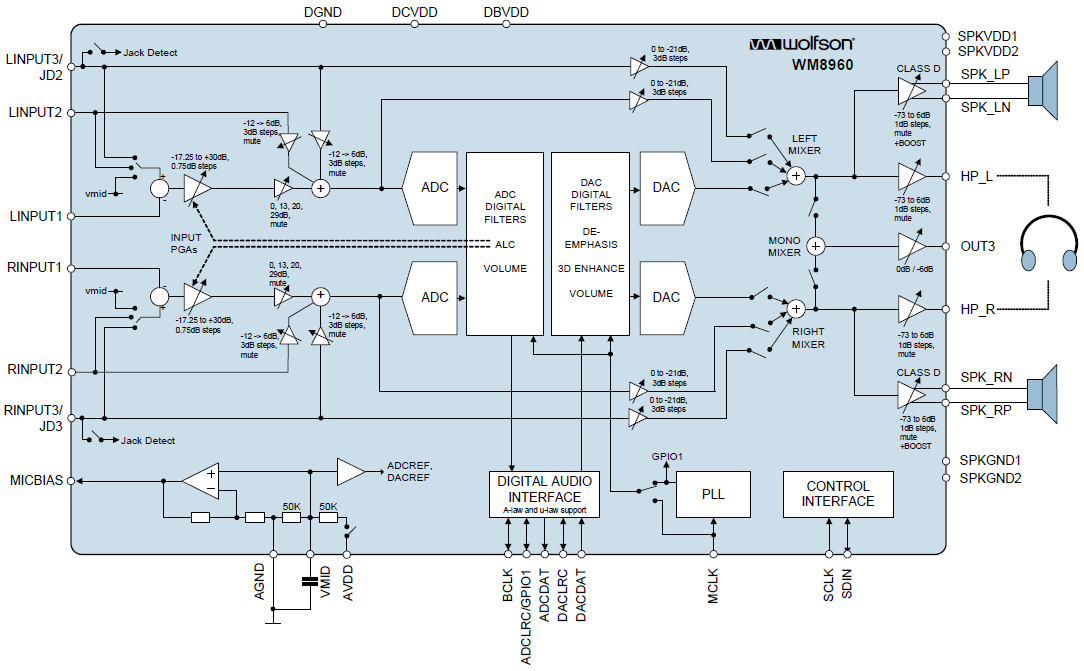 DGND
DCVDD
DBVDD
wolfson
WM8960
SPKVDD1
SPKVDD2
LINPUT3/
JD2
Jack Detect
0 to -21dB,
3dB steps
CLASS D
SPK_LP
SPK_LN
-73 to 6dB
1dB steps,
mute
+BOOST
LINPUT2
-12 -> 6dB,
3dB steps,
mute
0 to -21dB,
3dB steps
-12 -> 6dB,
3dB steps,
mute
LEFT
MIXER
-17.25 to +30dB,
0.75dB steps
+
-
vmid
+
0, 13, 20,
29dB,
mute
ADC
ADC
DIGITAL
FILTERS
ALC
VOLUME
DAC
DIGITAL
FILTERS
DE-
EMPHASIS
3D ENHANCE
VOLUME
DAC
+
HP_L
-73 to 6dB
1dB steps,
mute
LINPUT1
INPUT
PGAs
MONO
MIXER
+
OUT3
0dB / -6dB
RINPUT1
vmid
-
+
-17.25 to +30dB,
0.75dB steps
0, 13, 20,
29dB,
mute
+
ADC
DAC
+
HP_R
-73 to 6dB
1dB steps,
mute
-12 -> 6dB,
3dB steps,
mute
-12 -> 6dB
3dB steps,
mute
RIGHT
MIXER
RINPUT2
0 to -21dB,
3dB steps
CLASS D
SPK_RN
SPK_RP
-73 to 6dB
1dB steps,
mute
+BOOST
RINPUT3/
JD3
0 to -21dB,
3dB steps
Jack Detect
SPKGND1
SPKGND2
MICBIAS
+
-
ADCREF,
DACREF
50K
50K
DIGITAL AUDIO
INTERFACE
A-law and u-law support
GPIO1
PLL
CONTROL
INTERFACE
AGND
VMID
AVDD
BCLK
ADCLRC/GPIO1
ADCDAT
DACLRC
DACDAT
MCLK
SCLK
SDIN